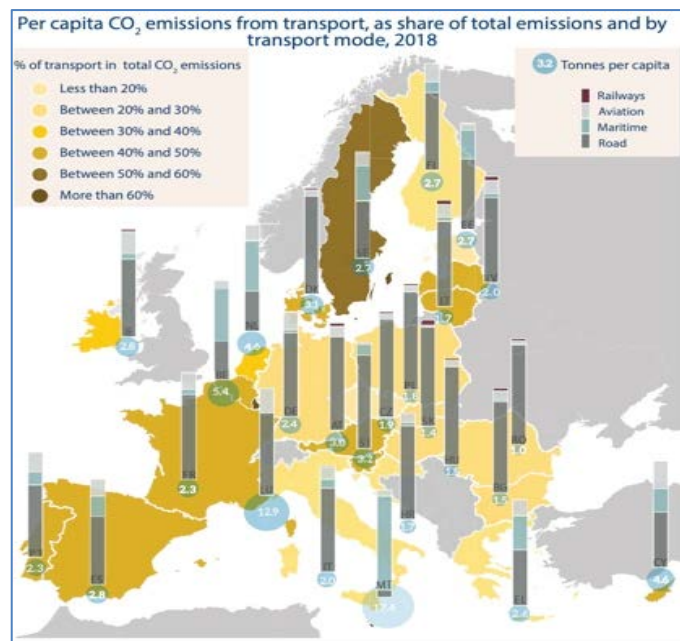 Per capita CO₂ emissions from transport, as share of total emissions and by
transport mode, 2018
% of transport in total CO₂ emissions
Less than 20%
Between 20% and 30%
Between 30% and 40%
Between 40% and 50%
Between 50% and 60%
More than 60%
3.2 Tonnes per capita
Railways
Aviation
Maritime
Road
FI
2.7
EE
2.7
SE
2.7
LV
2.0
DK
3.1
LT
IE
2.8
NL
4.6
BE
5.4
DE
2.4
AT
SI
3.2
CZ
1.9
PL
SK
1.4
HU
RO
1.0
BG
1.5
FR
2.3
LU
12.9
HR
1.7
PT
2.3
ES
2.8
IT
2.0
MT
EL
CY
4.6